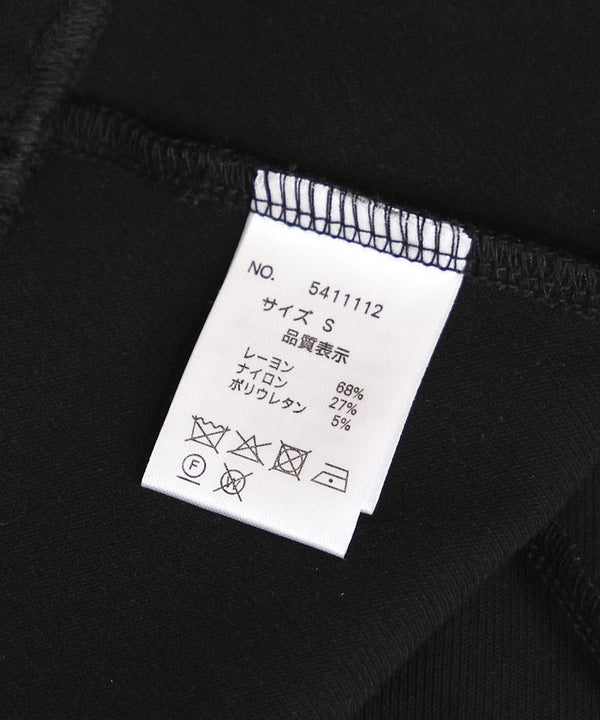 NO. 5411112
サイズ S
品質表示
レーヨン 68%
ナイロン 27%
ポリウレタン 5%
F W